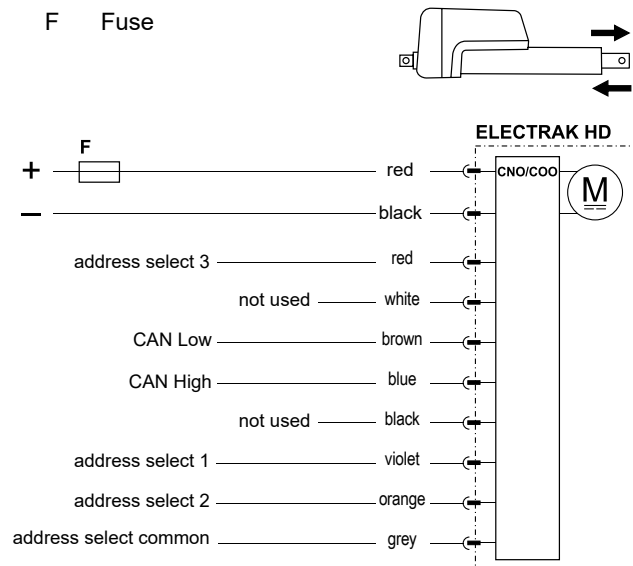 F Fuse
ELECTRAK HD
F
+ red CNO/COO
M
– black
address select 3 red
not used white
CAN Low brown
CAN High blue
not used black
address select 1 violet
address select 2 orange
address select common grey